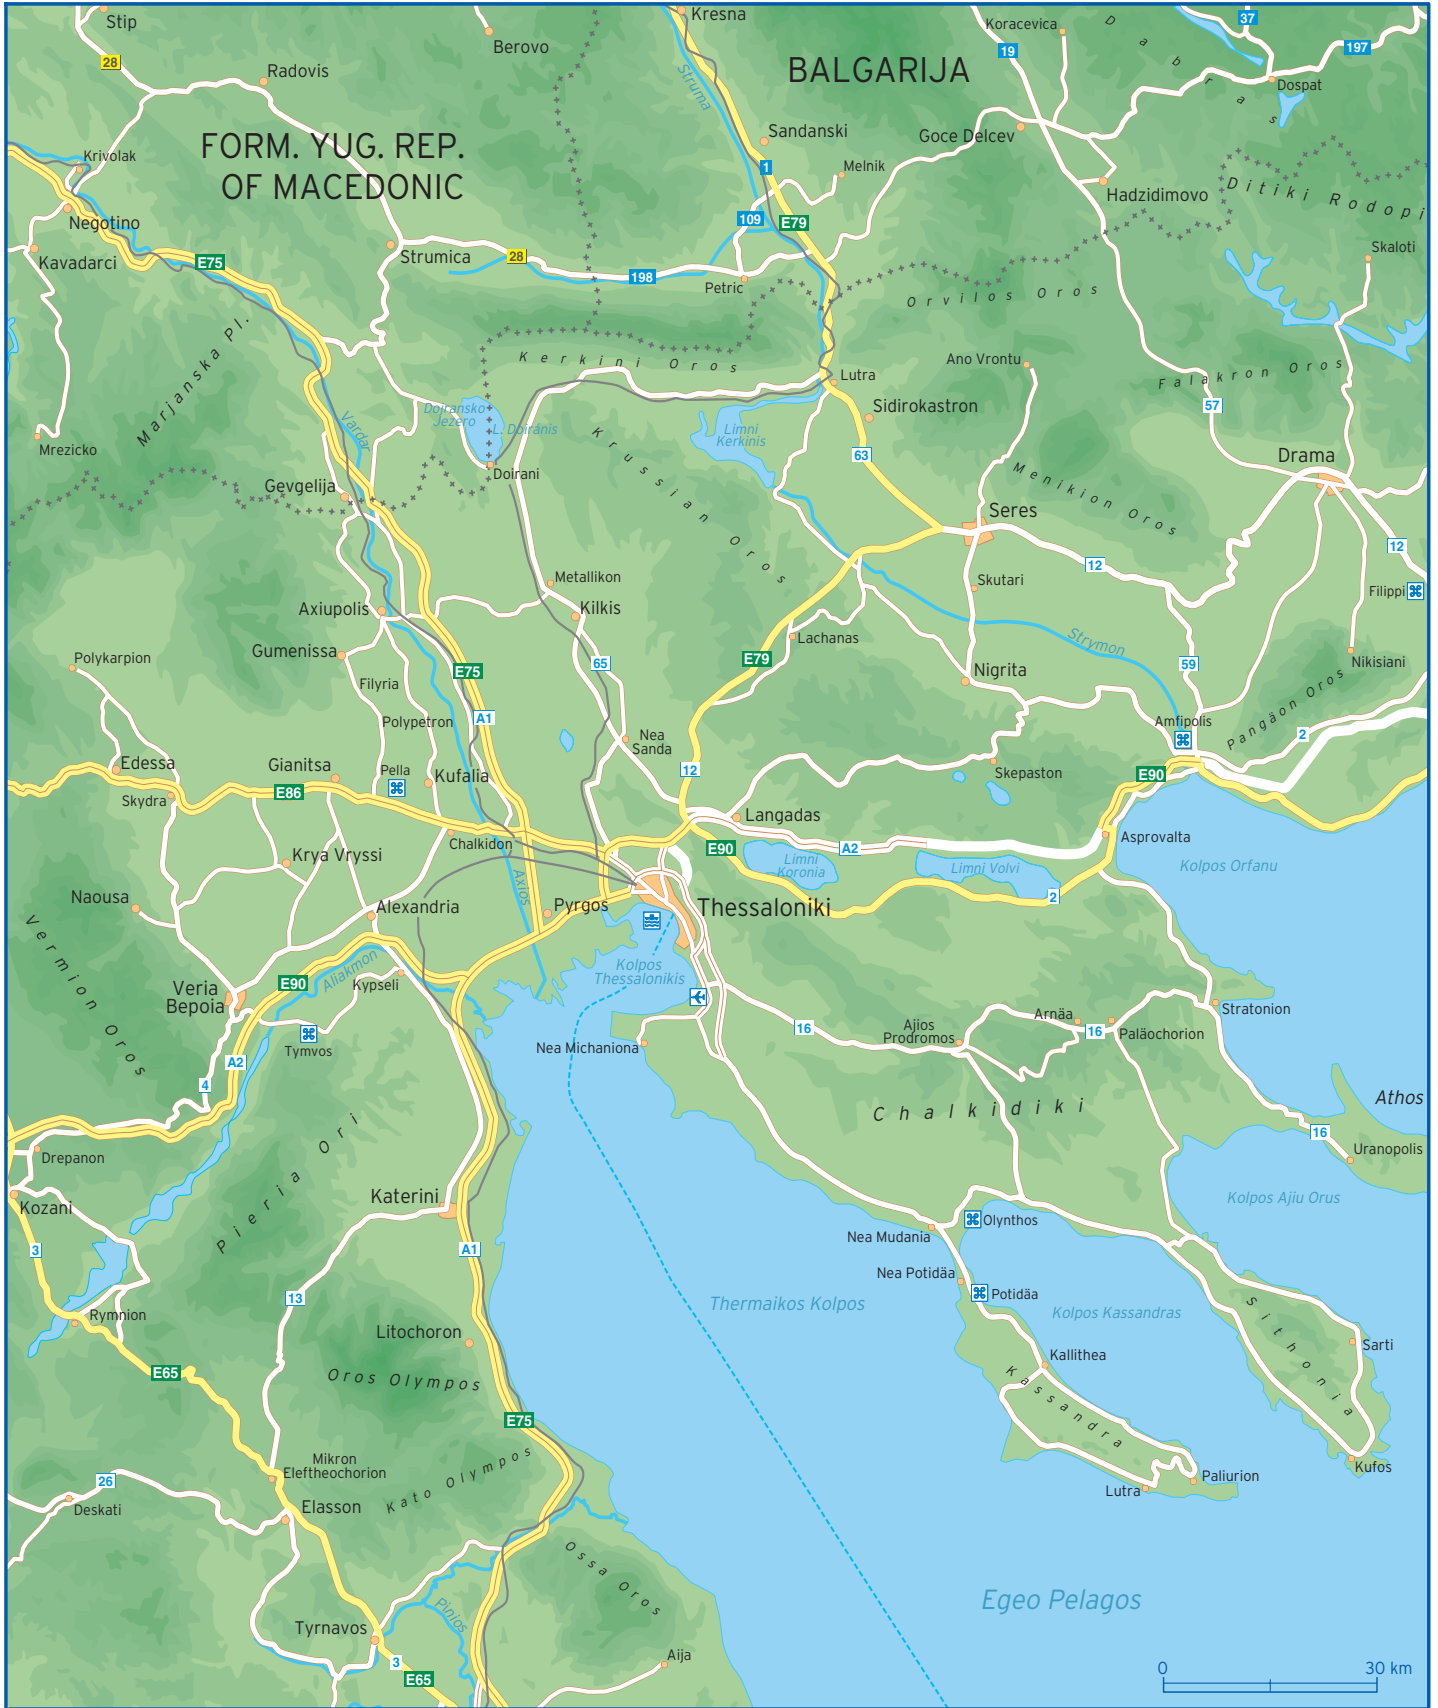 Stip
Kresna
Koracevica
37
D a b r a s
Berovo
19
197
28
Radovis
BALGARIJA
Dospat
Struma
FORM. YUG. REP.
OF MACEDONIC
Sandanski
Goce Delcev
Krivolak
1
Melnik
Hadzidimovo
Ditiki Rodopi
Negotino
109
E79
Skaloti
Kavadarci
E75
Strumica
28
198
Petric
Orvilos Oros
Marjanska Pl.
Kerkini Oros
Ano Vrontu
Falakron Oros
Lutra
Dojransko
Jezero
L. Doiránis
Sidirokastron
57
Vardar
Limni
Kerkinis
Mrezicko
Krussian Oros
63
Drama
Doirani
Menikion Oros
Gevgelija
Seres
12
12
Metallikon
Skutari
Filippi
Axiupolis
Kilkis
Lachanas
Strymon
Gumenissa
Polykarpion
65
E79
59
Nikisiani
E75
Nigrita
Filyria
Pangäon Oros
A1
Polypetron
Amfipolis
2
Nea
Sanda
Edessa
Gianitsa
Pella
Kufalia
12
Skepaston
E90
Skydra
E86
Langadas
Chalkidon
E90
A2
Asprovalta
Krya Vryssi
Limni
Koronia
Limni Volvi
Kolpos Orfanu
Axios
2
Naousa
Alexandria
Pyrgos
Thessaloniki
Vermion Oros
Aliakmon
Kolpos
Thessalonikis
E90
Kypseli
Veria
Bepoia
Stratonion
Arnäa
16
Ajios
Prodromos
16
Paläochorion
Tymvos
Nea Michaniona
A2
4
Chalkidiki
Athos
Pieria Ori
16
Uranopolis
Drepanon
Katerini
Kolpos Ajiu Orus
Kozani
Olynthos
Nea Mudania
3
A1
Nea Potidäa
Potidäa
13
Thermaikos Kolpos
Kolpos Kassandras
Rymnion
Sithonia
Litochoron
Sarti
Kallithea
E65
Oros Olympos
Kassandra
E75
Mikron
Eleftheochorion
Kato Olympos
Kufos
26
Paliurion
Deskati
Lutra
Elasson
Ossa Oros
Egeo Pelagos
Pinios
Tyrnavos
Aija
3
E65
0 30 km